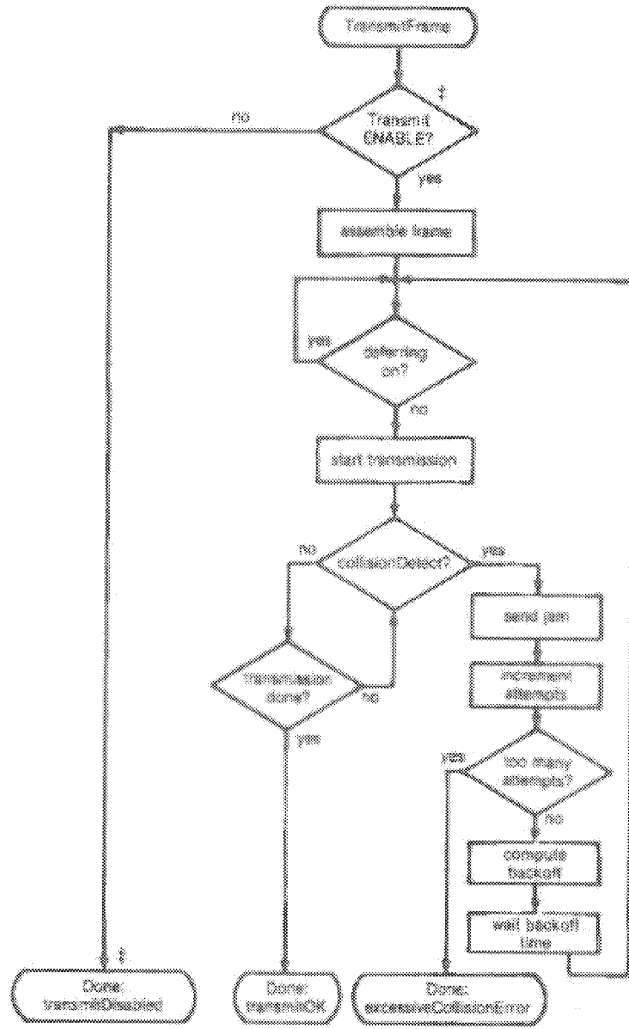 TransmitFrame
‡
no
Transmit
ENABLE?
yes
assemble frame
yes
deferring
on?
no
start transmission
no
collisionDetect?
yes
send jam
transmission
done?
no
increment
attempts
yes
yes
too many
attempts?
no
compute
backoff
wait backoff
time
‡
Done:
transmitDisabled
Done:
transmitOK
Done:
excessiveCollisionError